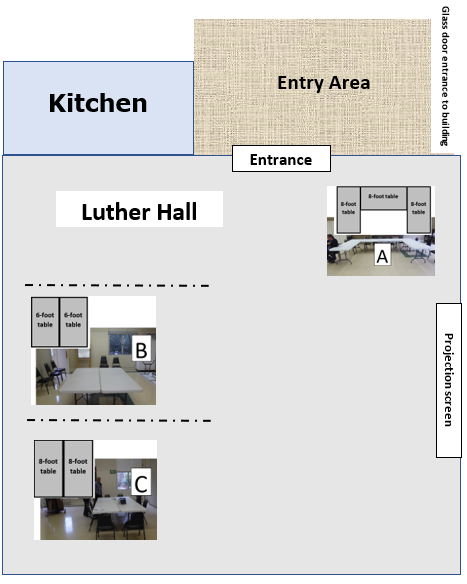 Glass door entrance to building
Entry Area
Kitchen
Entrance
Luther Hall
8-foot
table
8-foot table
8-foot
table
A
6-foot
table
6-foot
table
B
Projection screen
8-foot
table
8-foot
table
C